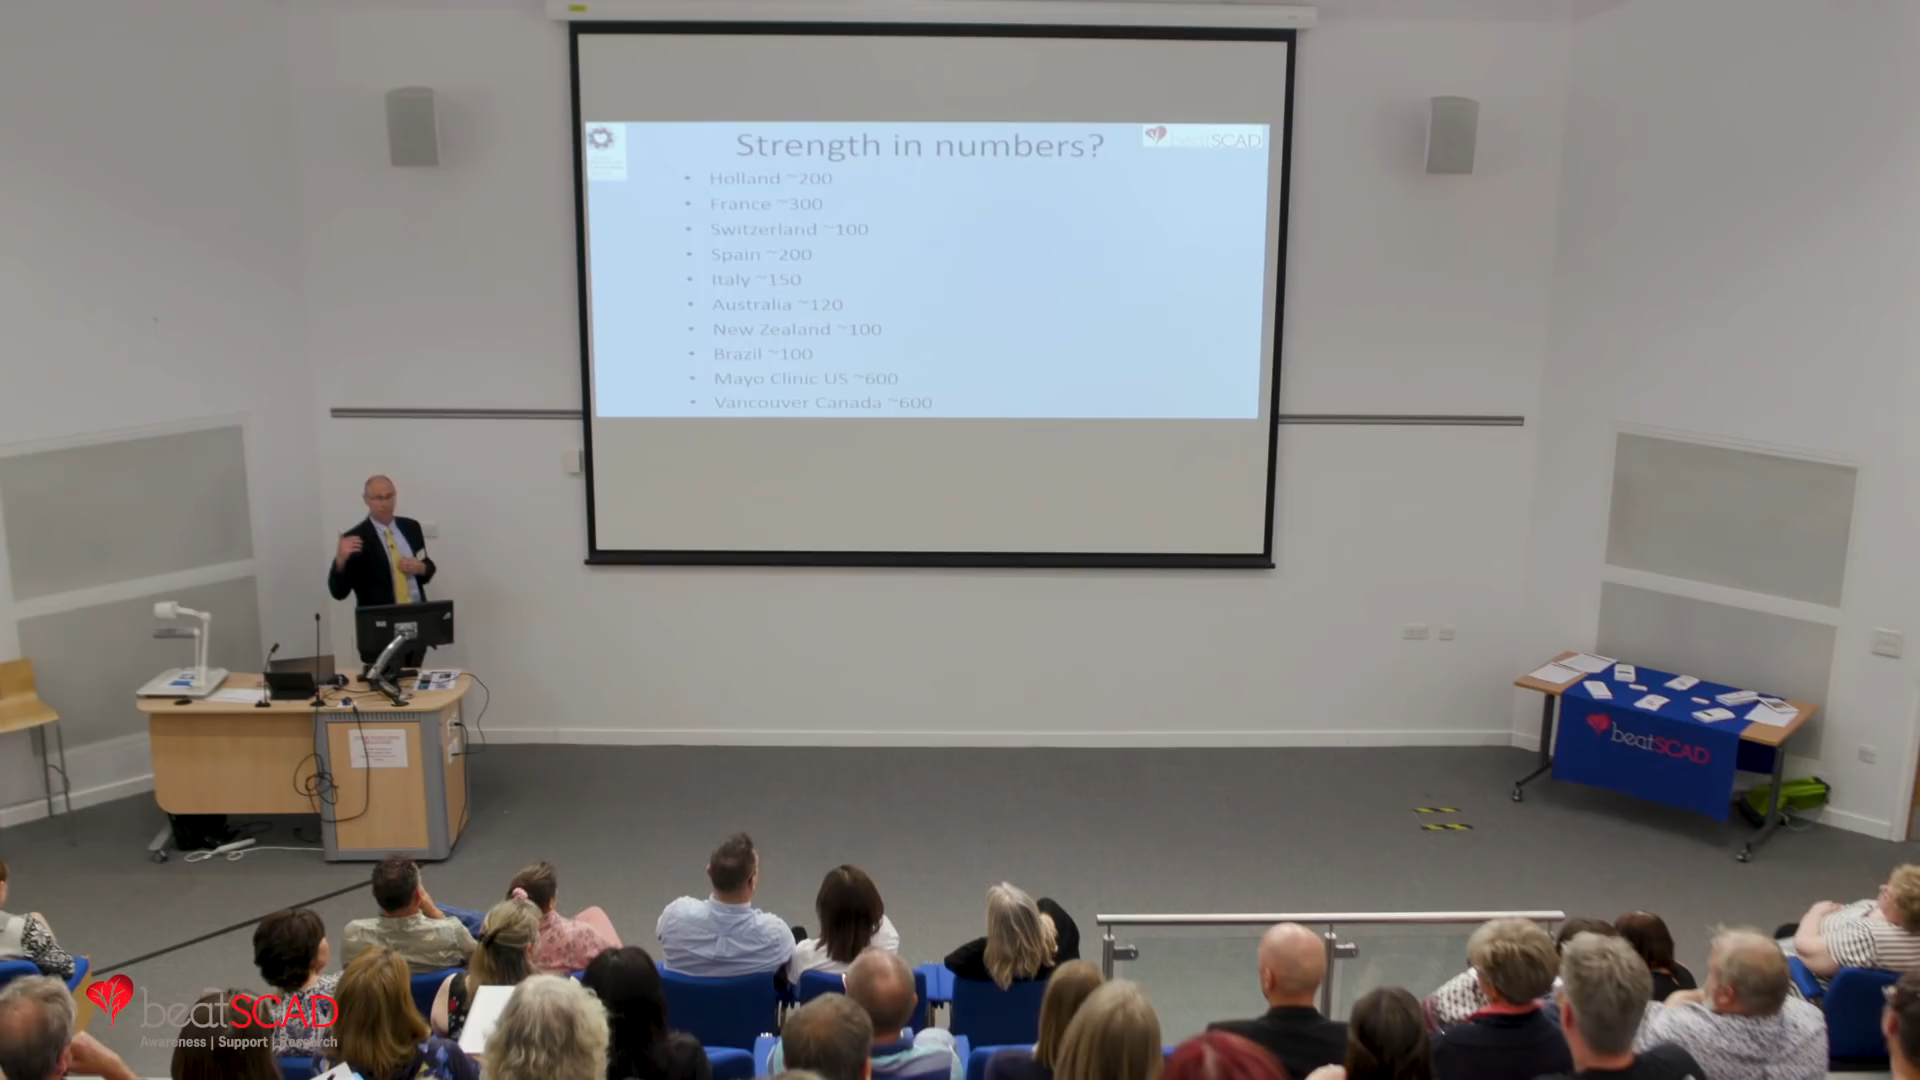 Strength in numbers?
beatSCAD
• Holland ~200
• France ~300
• Switzerland ~100
• Spain ~200
• Italy ~150
• Australia ~120
• New Zealand ~100
• Brazil ~100
• Mayo Clinic US ~600
• Vancouver Canada ~600
beatSCAD
beatSCAD
Awareness | Support | Research